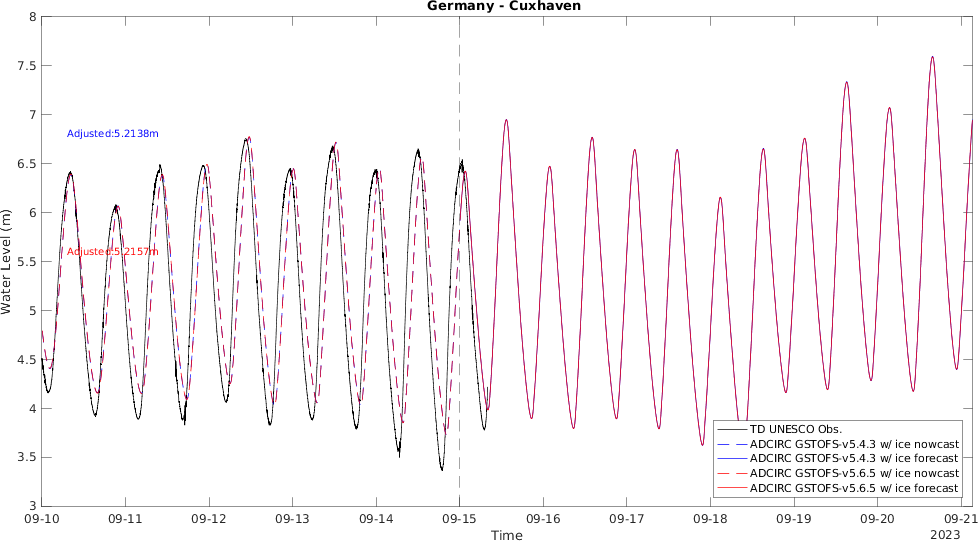 Germany - Cuxhaven
8
7.5
7
6.5
6
5.5
5
4.5
4
3.5
3
Water Level (m)
Adjusted:5.2138m
Adjusted:5.2157m
TD UNESCO Obs.
ADCIRC GSTOFS-v5.4.3 w/ ice nowcast
ADCIRC GSTOFS-v5.4.3 w/ ice forecast
ADCIRC GSTOFS-v5.6.5 w/ ice nowcast
ADCIRC GSTOFS-v5.6.5 w/ ice forecast
09-10 09-11 09-12 09-13 09-14 09-15 09-16 09-17 09-18 09-19 09-20 09-21
Time
2023